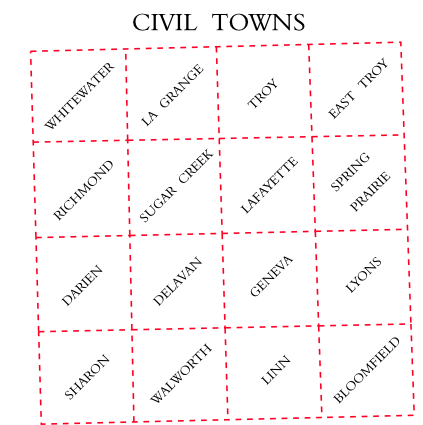 CIVIL TOWNS
WHITEWATER
LA GRANGE
TROY
EAST TROY
RICHMOND
SUGAR CREEK
LAFAYETTE
SPRING
PRAIRIE
DARIEN
DELAVAN
GENEVA
LYONS
SHARON
WALWORTH
LINN
BLOOMFIELD